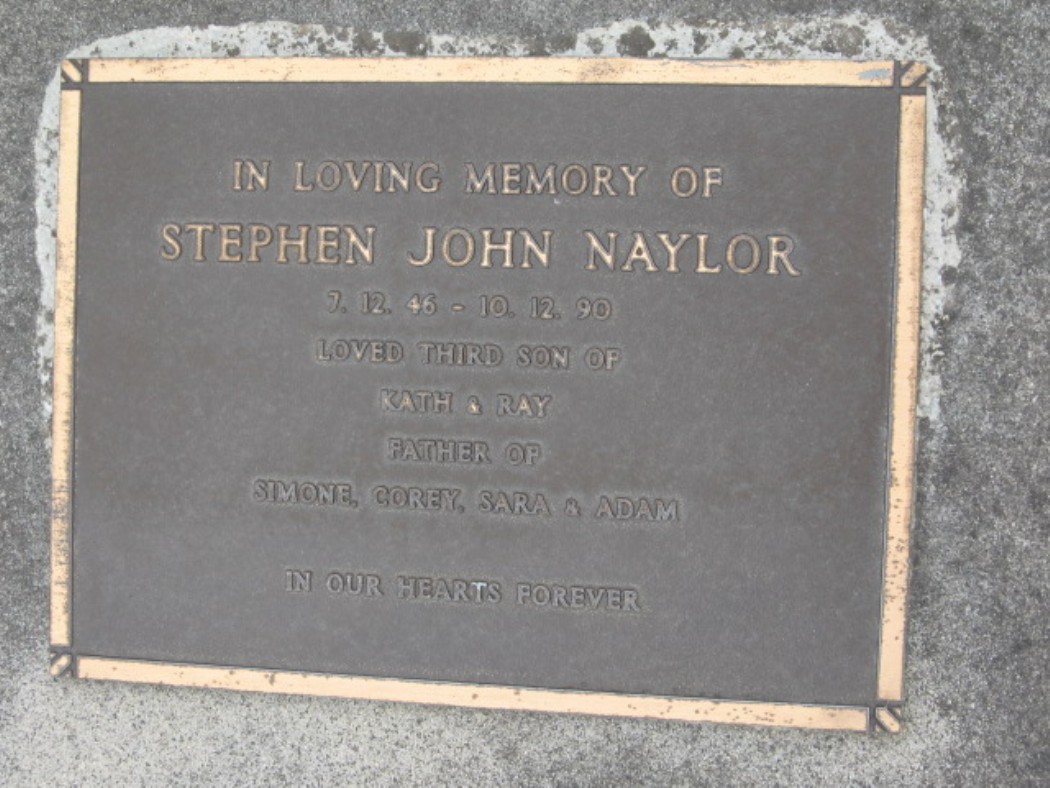 IN LOVING MEMORY OF
STEPHEN JOHN NAYLOR
7. 12. 46 - 10. 12. 90
LOVED THIRD SON OF
KATH & RAY
FATHER OF
SIMONE, COREY, SARA & ADAM
IN OUR HEARTS FOREVER